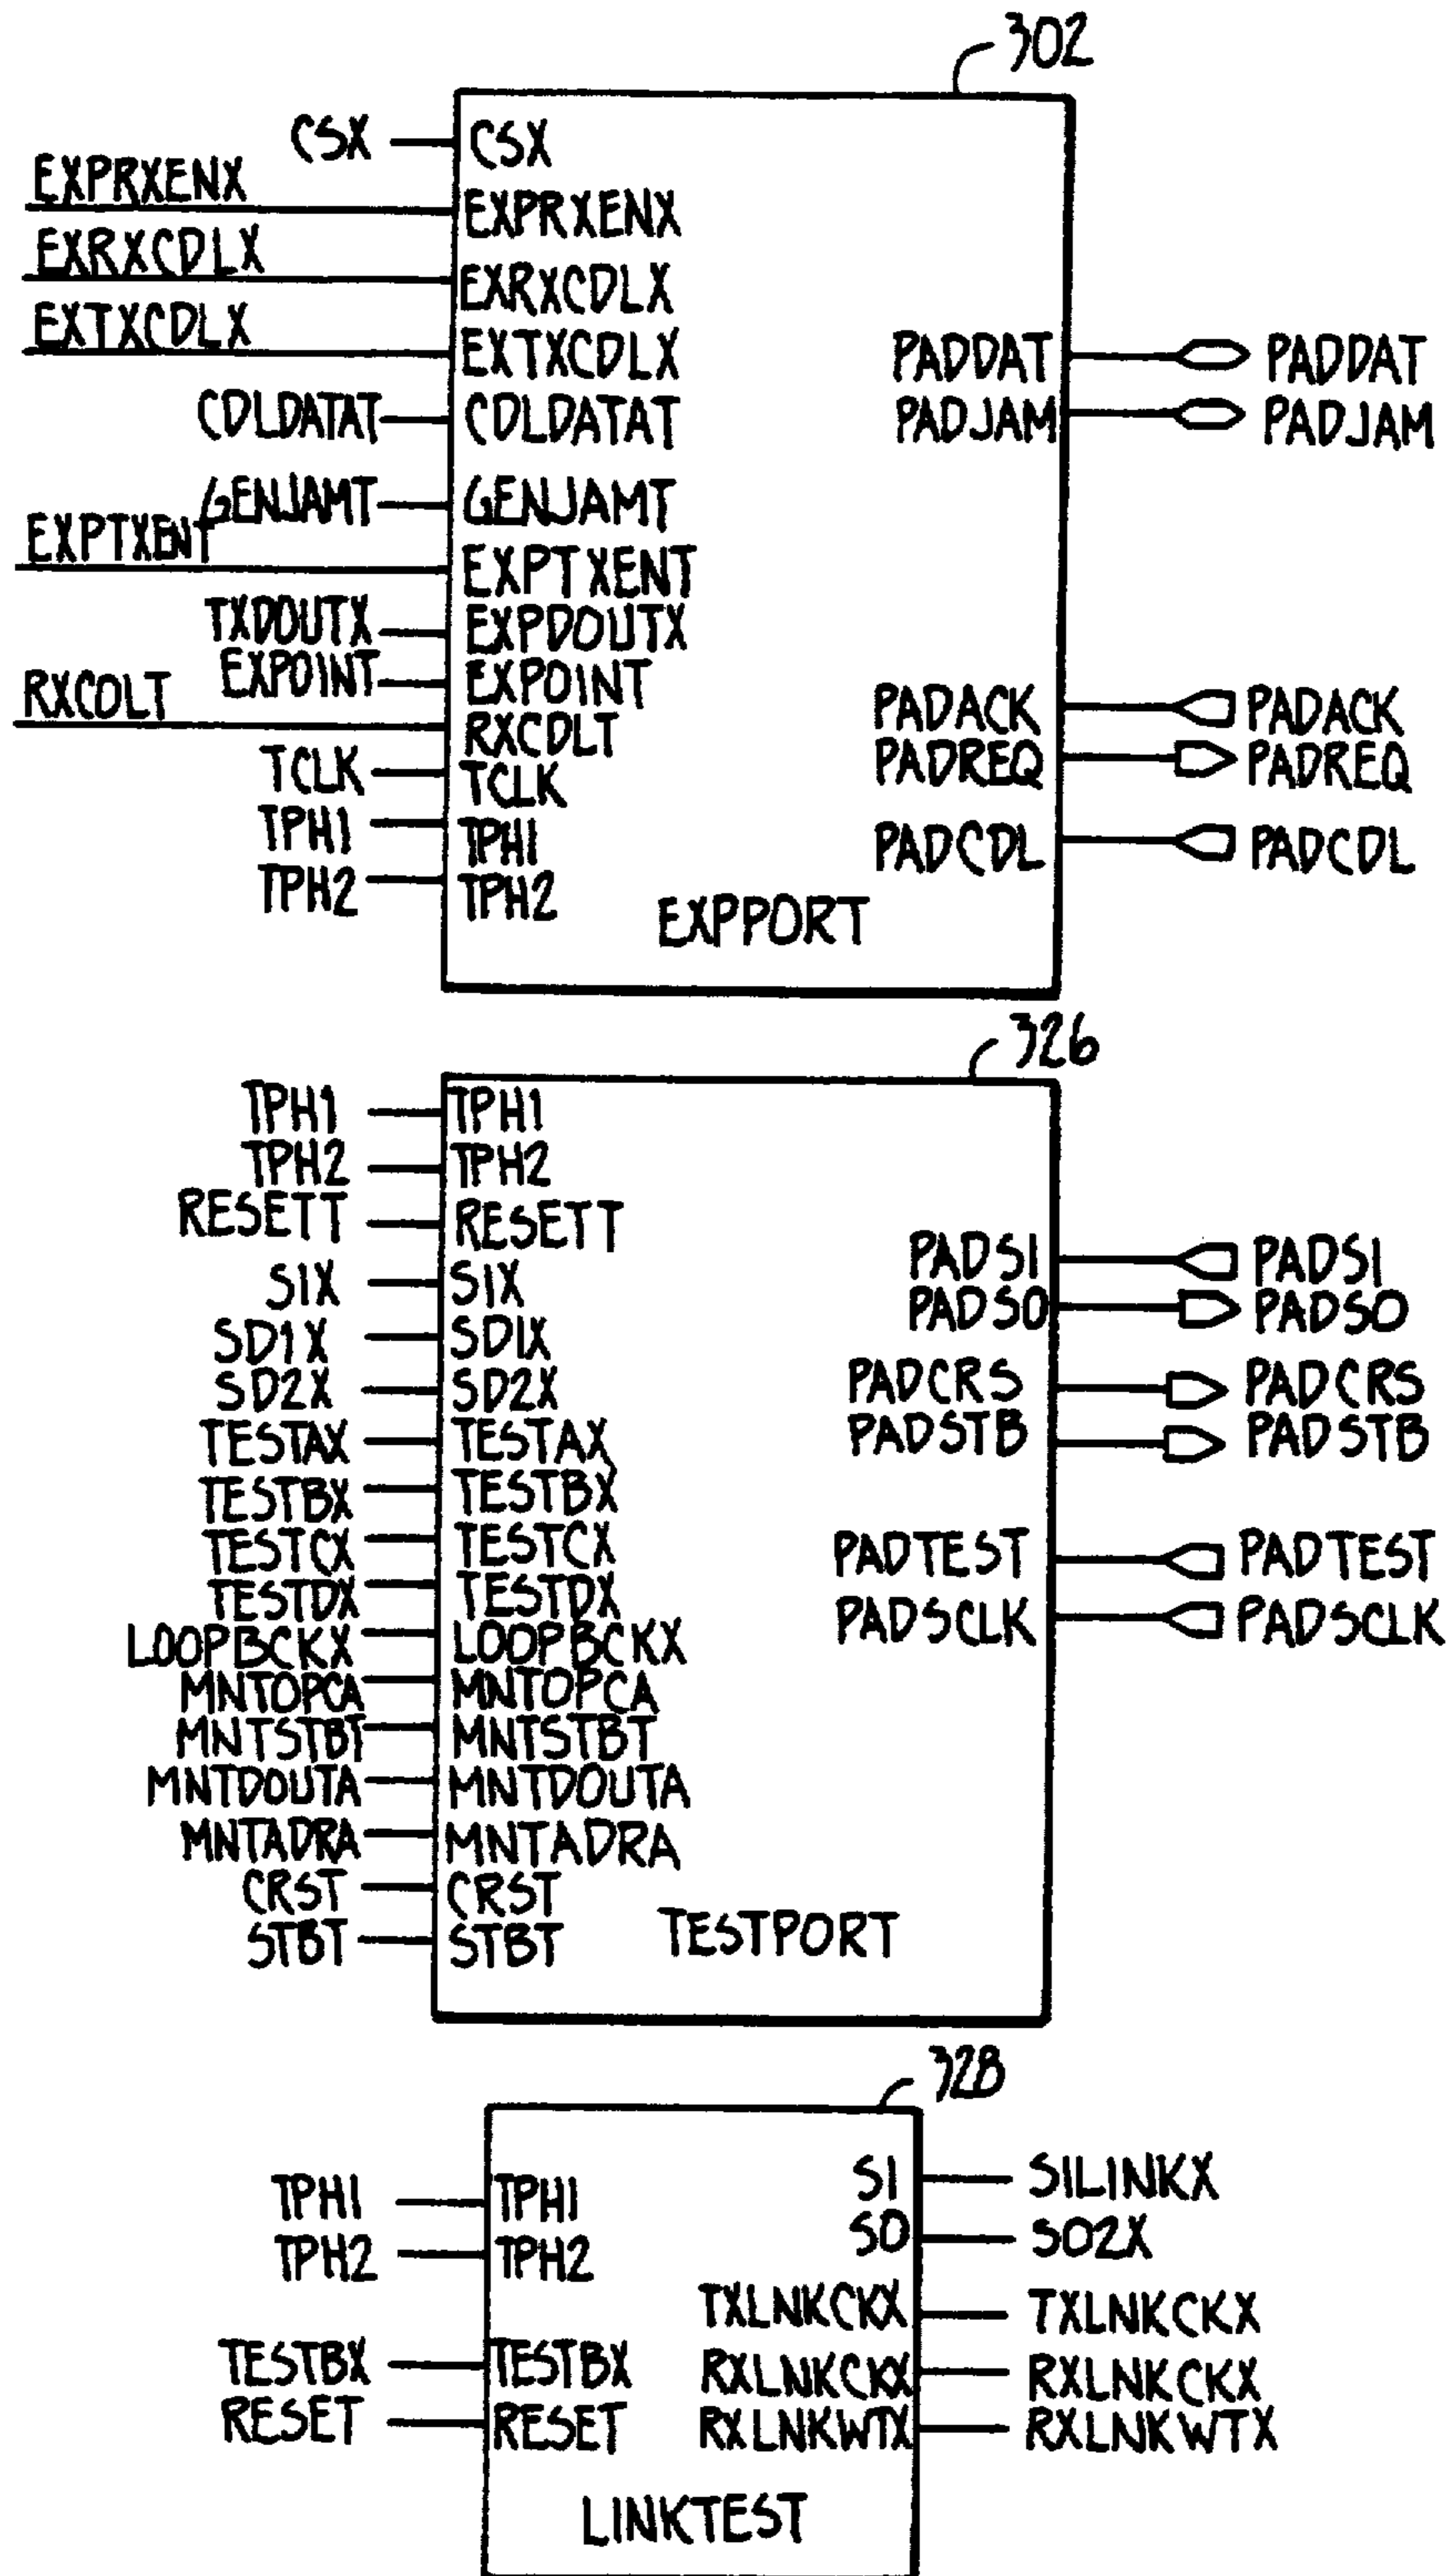 302
CSX CSX
EXPRXENX EXPRXENX
EXRXCDLX EXRXCDLX
EXTXCDLX EXTXCDLX PADDAT PADDAT
CDLDATAT CDLDATAT PADJAM PADJAM
GENJAMT GENJAMT
EXPTXENT EXPTXENT
TXDOUTX EXPDOUTX
EXPOINT EXPOINT
RXCOLT RXCDLT PADACK PADACK
TCLK TCLK PADREQ PADREQ
TPH1 TPH1 PADCDL PADCDL
TPH2 TPH2
EXPPORT
326
TPH1 TPH1
TPH2 TPH2
RESETT RESETT
SIX SIX PADSI PADSI
SD1X SD1X PADSO PADSO
SD2X SD2X PADCRS PADCRS
TESTAX TESTAX PADSTB PADSTB
TESTBX TESTBX
TESTCX TESTCX PADTEST PADTEST
TESTDX TESTDX PADSCLK PADSCLK
LOOPBCKX LOOPBCKX
MNTOPCA MNTOPCA
MNTSTBT MNTSTBT
MNTDOUTA MNTDOUTA
MNTADRA MNTADRA
CRST CRST
STBT STBT
TESTPORT
328
TPH1 TPH1 SI SILINKX
TPH2 TPH2 SO SO2X
TXLNKCKX TXLNKCKX
TESTBX TESTBX RXLNKCKX RXLNKCKX
RESET RESET RXLNKWTX RXLNKWTX
LINKTEST